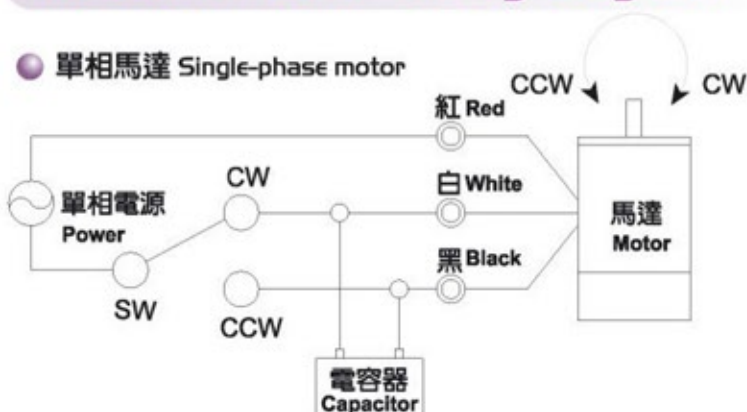 單相馬達 Single-phase motor
CCW
CW
紅 Red
CW
白 White
單相電源
Power
馬達
Motor
黑 Black
SW
CCW
電容器
Capacitor